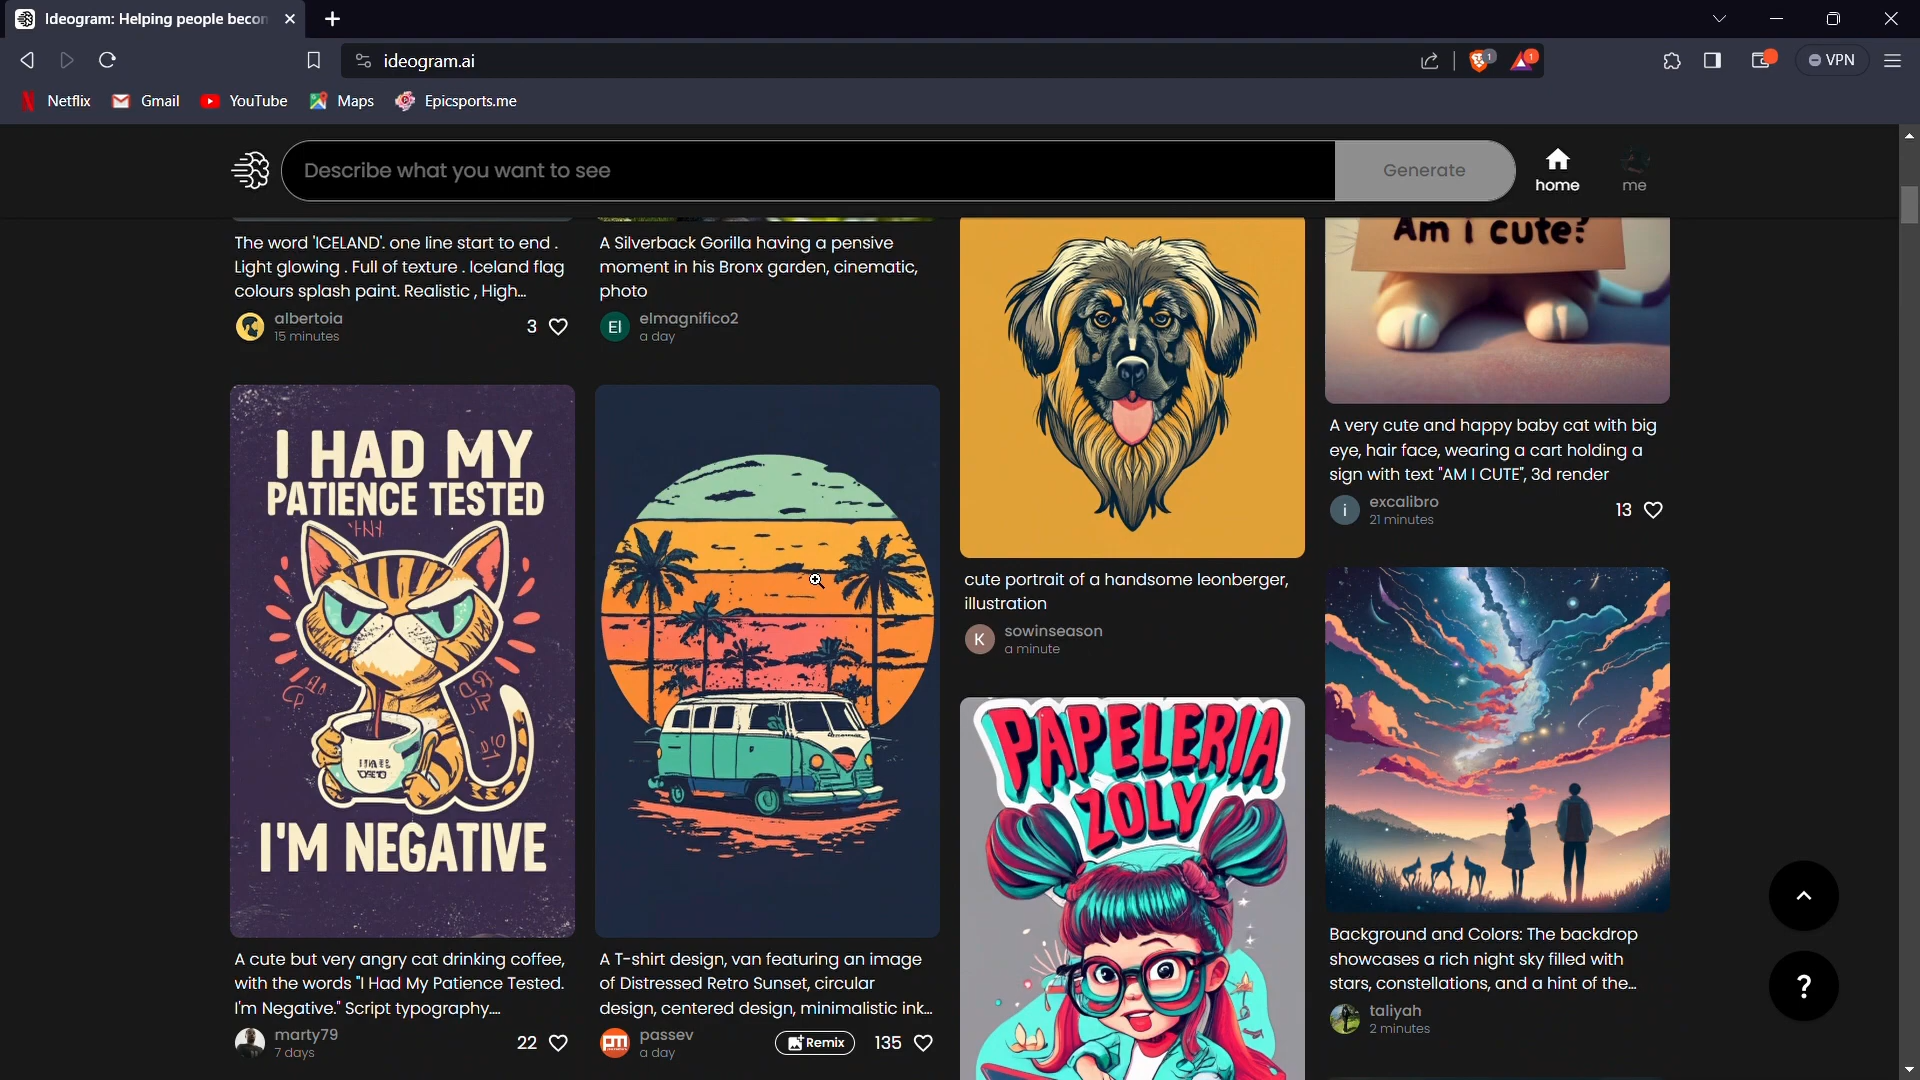 Ideogram: Helping people becon
ideogram.ai
1
1
VPN
Netflix
Gmail
YouTube
Maps
Epicsports.me
Describe what you want to see
Generate
home
me
The word 'ICELAND'. one line start to end .
Light glowing . Full of texture . Iceland flag
colours splash paint. Realistic , High...
albertoia
15 minutes
3
A Silverback Gorilla having a pensive
moment in his Bronx garden, cinematic,
photo
El
elmagnifico2
a day
Am i cute?
A very cute and happy baby cat with big
eye, hair face, wearing a cart holding a
sign with text "AM I CUTE", 3d render
i
excalibro
21 minutes
13
I HAD MY
PATIENCE TESTED
I'M NEGATIVE
A cute but very angry cat drinking coffee,
with the words "I Had My Patience Tested.
I'm Negative." Script typography....
marty79
7 days
22
A T-shirt design, van featuring an image
of Distressed Retro Sunset, circular
design, centered design, minimalistic ink...
pm
passev
a day
Remix
135
cute portrait of a handsome leonberger,
illustration
K
sowinseason
a minute
PAPELERIA
ZOLY
Background and Colors: The backdrop
showcases a rich night sky filled with
stars, constellations, and a hint of the...
taliyah
2 minutes
?